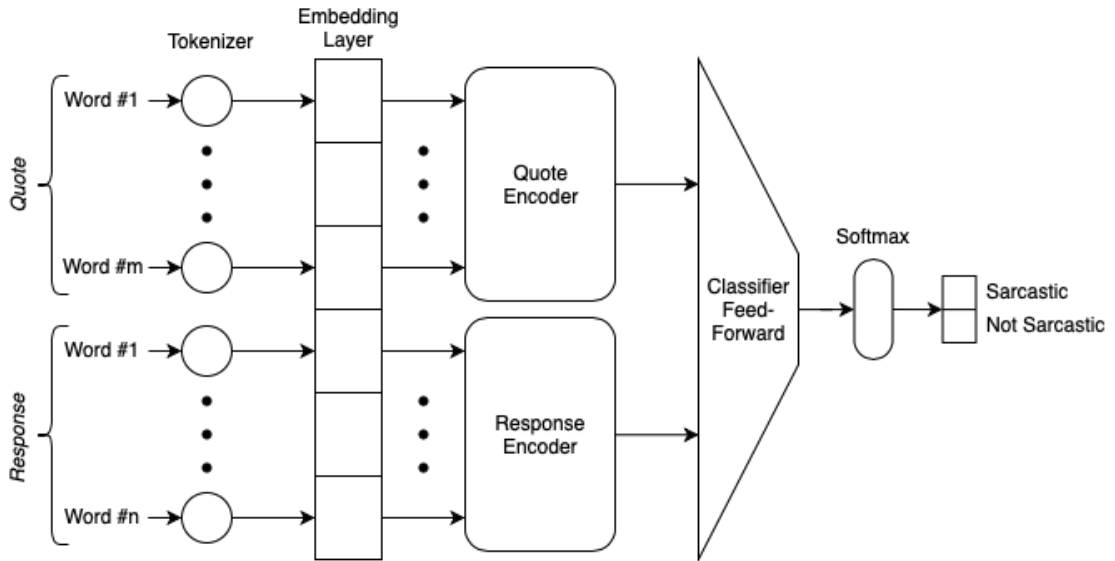 Embedding
Layer
Tokenizer
Quote
Word #1
Word #m
Quote
Encoder
Response
Word #1
Word #n
Response
Encoder
Classifier
Feed-
Forward
Softmax
Sarcastic
Not Sarcastic